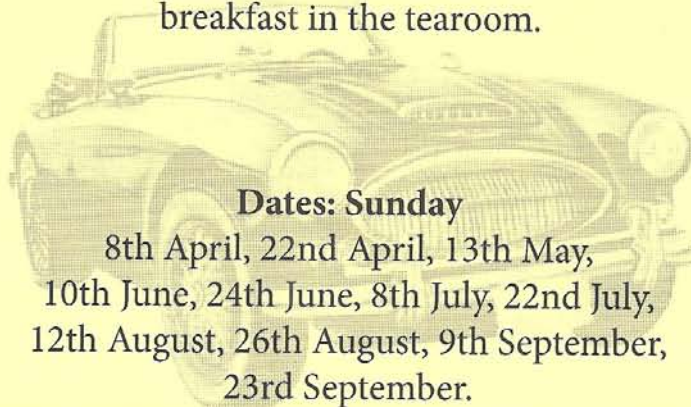 breakfast in the tearoom.
Dates: Sunday
8th April, 22nd April, 13th May,
10th June, 24th June, 8th July, 22nd July,
12th August, 26th August, 9th September,
23rd September.